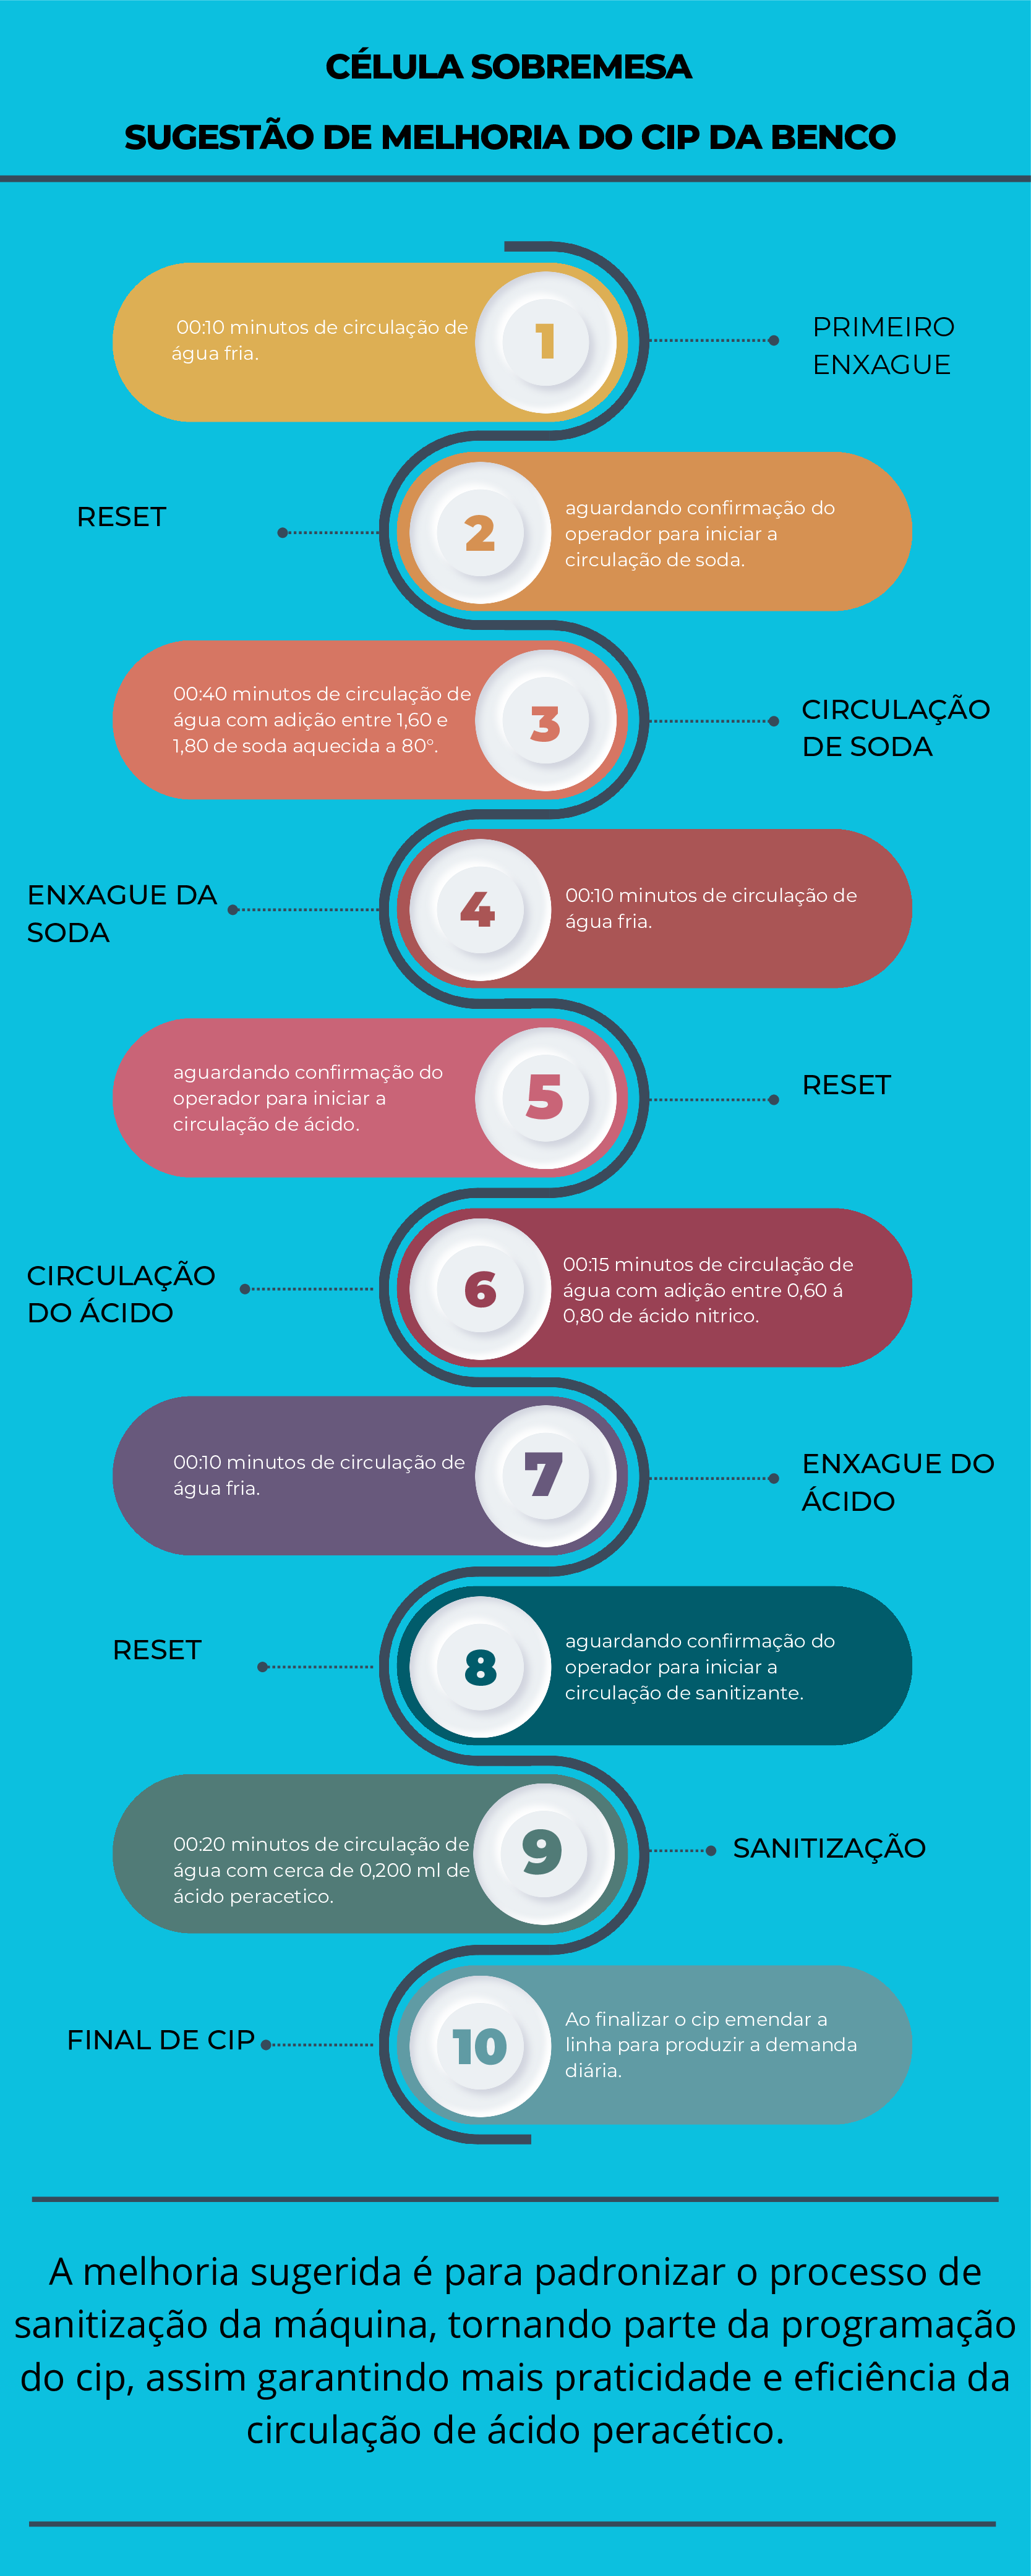 CÉLULA SOBREMESA
SUGESTÃO DE MELHORIA DO CIP DA BENCO
00:10 minutos de circulação de
água fria.
1
PRIMEIRO
ENXAGUE
RESET
2
aguardando confirmação do
operador para iniciar a
circulação de soda.
00:40 minutos de circulação de
água com adição entre 1,60 e
1,80 de soda aquecida a 80°.
3
CIRCULAÇÃO
DE SODA
ENXAGUE DA
SODA
4
00:10 minutos de circulação de
água fria.
aguardando confirmação do
operador para iniciar a
circulação de ácido.
5
RESET
CIRCULAÇÃO
DO ÁCIDO
6
00:15 minutos de circulação de
água com adição entre 0,60 á
0,80 de ácido nitrico.
00:10 minutos de circulação de
água fria.
7
ENXAGUE DO
ÁCIDO
RESET
8
aguardando confirmação do
operador para iniciar a
circulação de sanitizante.
00:20 minutos de circulação de
água com cerca de 0,200 ml de
ácido peracetico.
9
SANITIZAÇÃO
FINAL DE CIP
10
Ao finalizar o cip emendar a
linha para produzir a demanda
diária.
A melhoria sugerida é para padronizar o processo de
sanitização da máquina, tornando parte da programação
do cip, assim garantindo mais praticidade e eficiência da
circulação de ácido peracético.